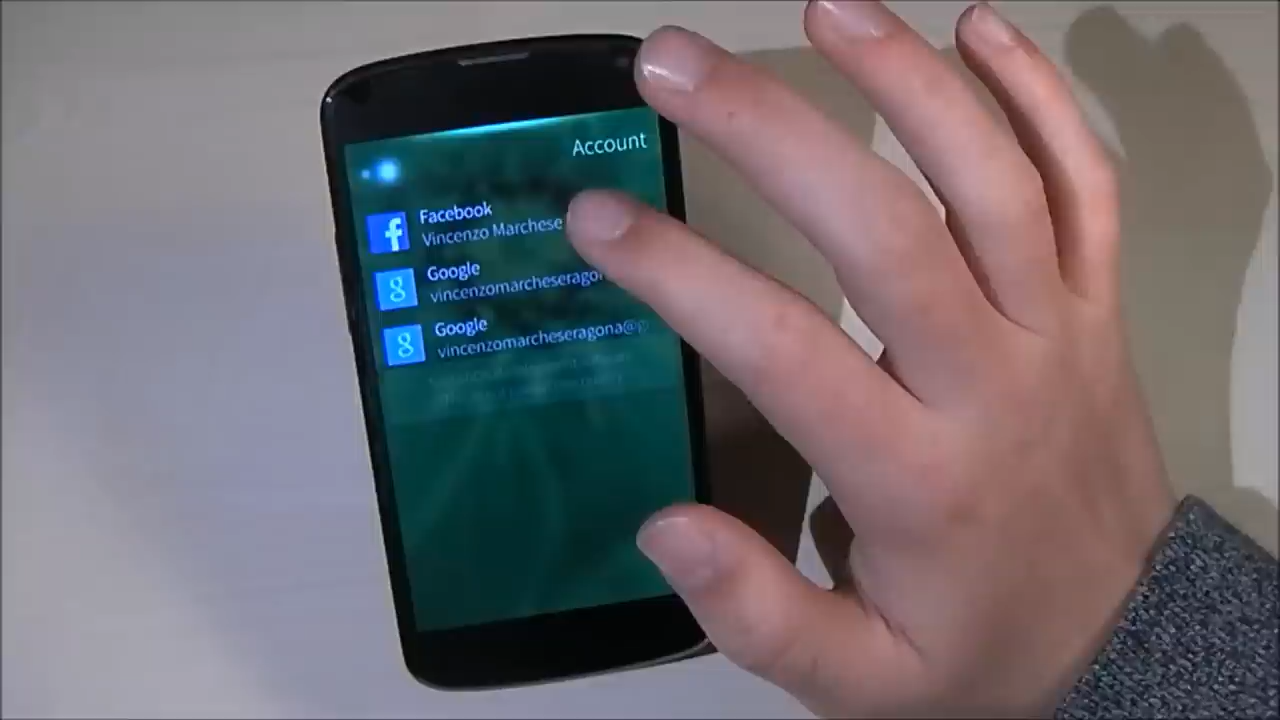 Account
Facebook
Vincenzo Marchese
Google
vincenzomarcheseragon
Google
vincenzomarcheseragona@g